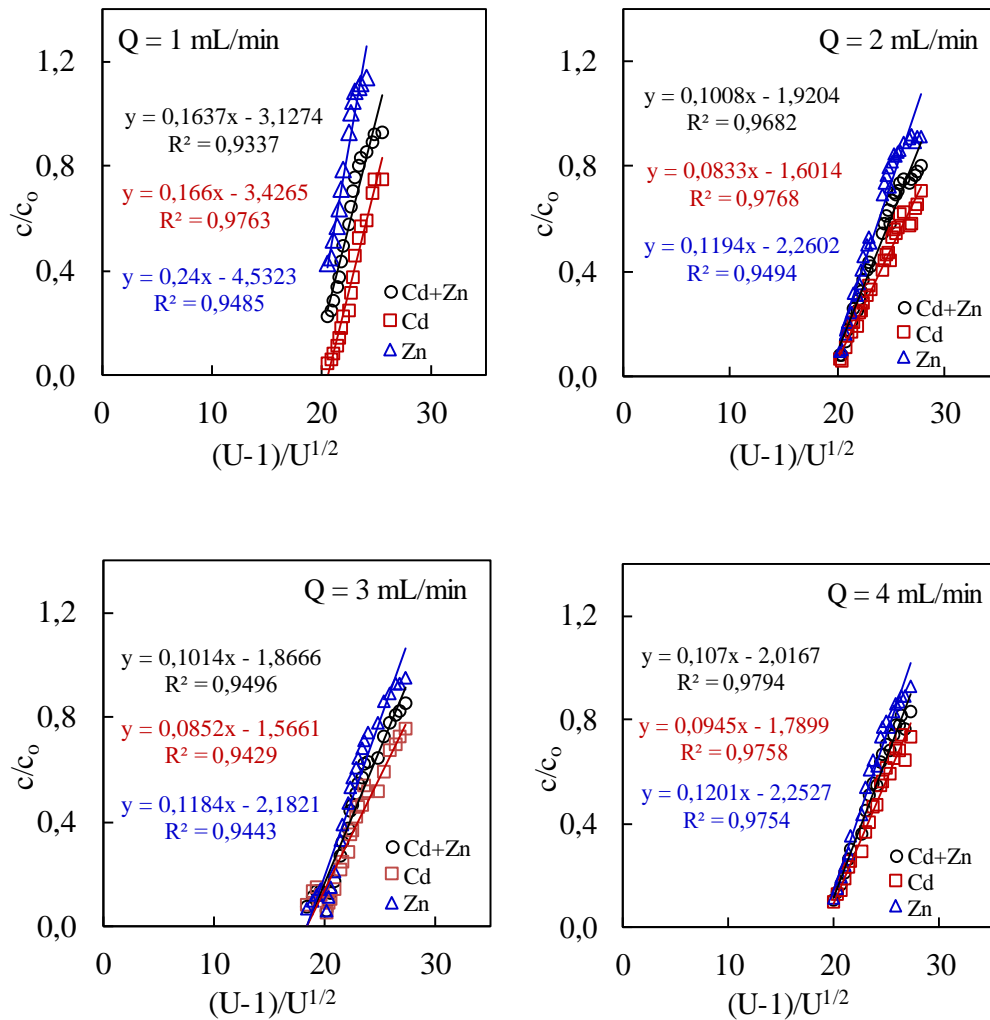 Q = 1 mL/min
1,2
0,8
0,4
0,0
c/c₀
y = 0,1637x - 3,1274
R² = 0,9337
y = 0,166x - 3,4265
R² = 0,9763
y = 0,24x - 4,5323
R² = 0,9485
Cd+Zn
Cd
Zn
0 10 20 30
(U-1)/U^1/2
Q = 2 mL/min
1,2
0,8
0,4
0,0
c/c₀
y = 0,1008x - 1,9204
R² = 0,9682
y = 0,0833x - 1,6014
R² = 0,9768
y = 0,1194x - 2,2602
R² = 0,9494
Cd+Zn
Cd
Zn
0 10 20 30
(U-1)/U^1/2
Q = 3 mL/min
1,2
0,8
0,4
0,0
c/c₀
y = 0,1014x - 1,8666
R² = 0,9496
y = 0,0852x - 1,5661
R² = 0,9429
y = 0,1184x - 2,1821
R² = 0,9443
Cd+Zn
Cd
Zn
0 10 20 30
(U-1)/U^1/2
Q = 4 mL/min
1,2
0,8
0,4
0,0
c/c₀
y = 0,107x - 2,0167
R² = 0,9794
y = 0,0945x - 1,7899
R² = 0,9758
y = 0,1201x - 2,2527
R² = 0,9754
Cd+Zn
Cd
Zn
0 10 20 30
(U-1)/U^1/2